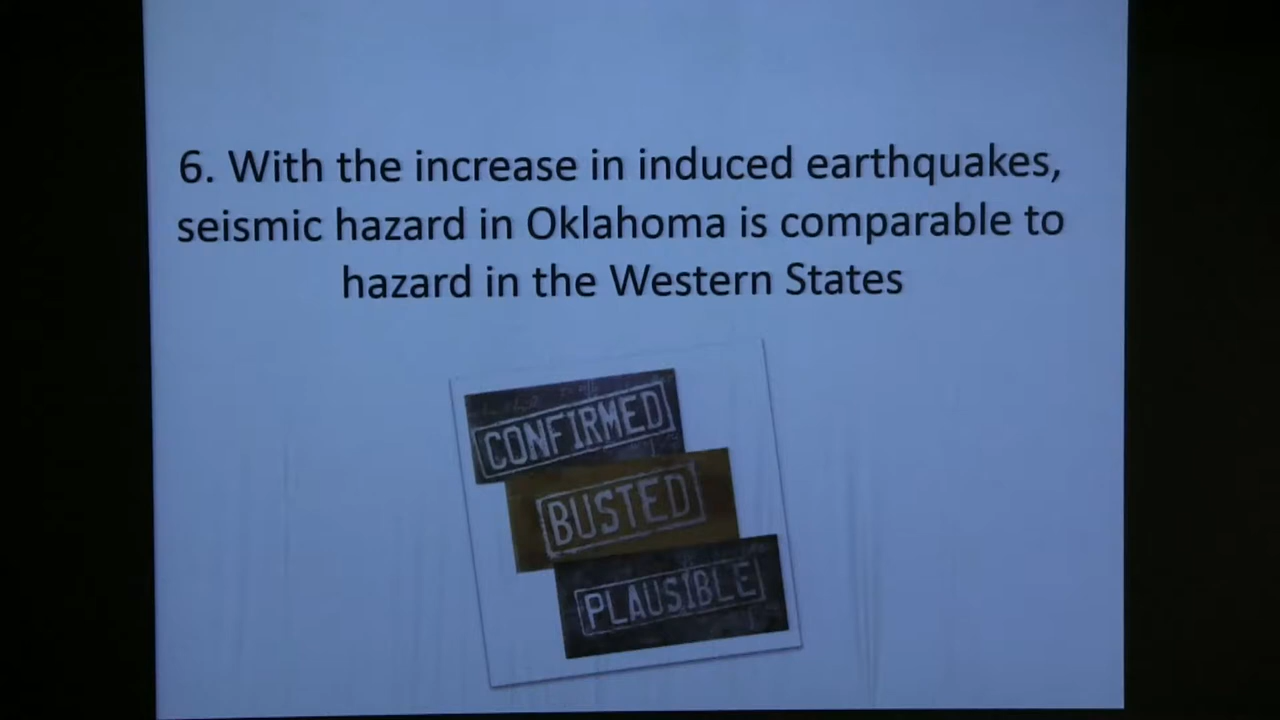 6. With the increase in induced earthquakes,
seismic hazard in Oklahoma is comparable to
hazard in the Western States
CONFIRMED
BUSTED
PLAUSIBLE